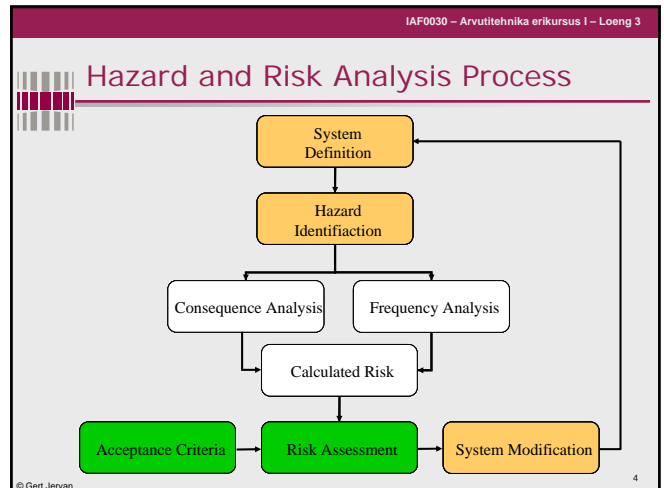 IAF0030 – Arvutitehnika erikursus I – Loeng 3
Hazard and Risk Analysis Process
System
Definition
Hazard
Identifiaction
Consequence Analysis
Frequency Analysis
Calculated Risk
Acceptance Criteria
Risk Assessment
System Modification
4
© Gert Jervan